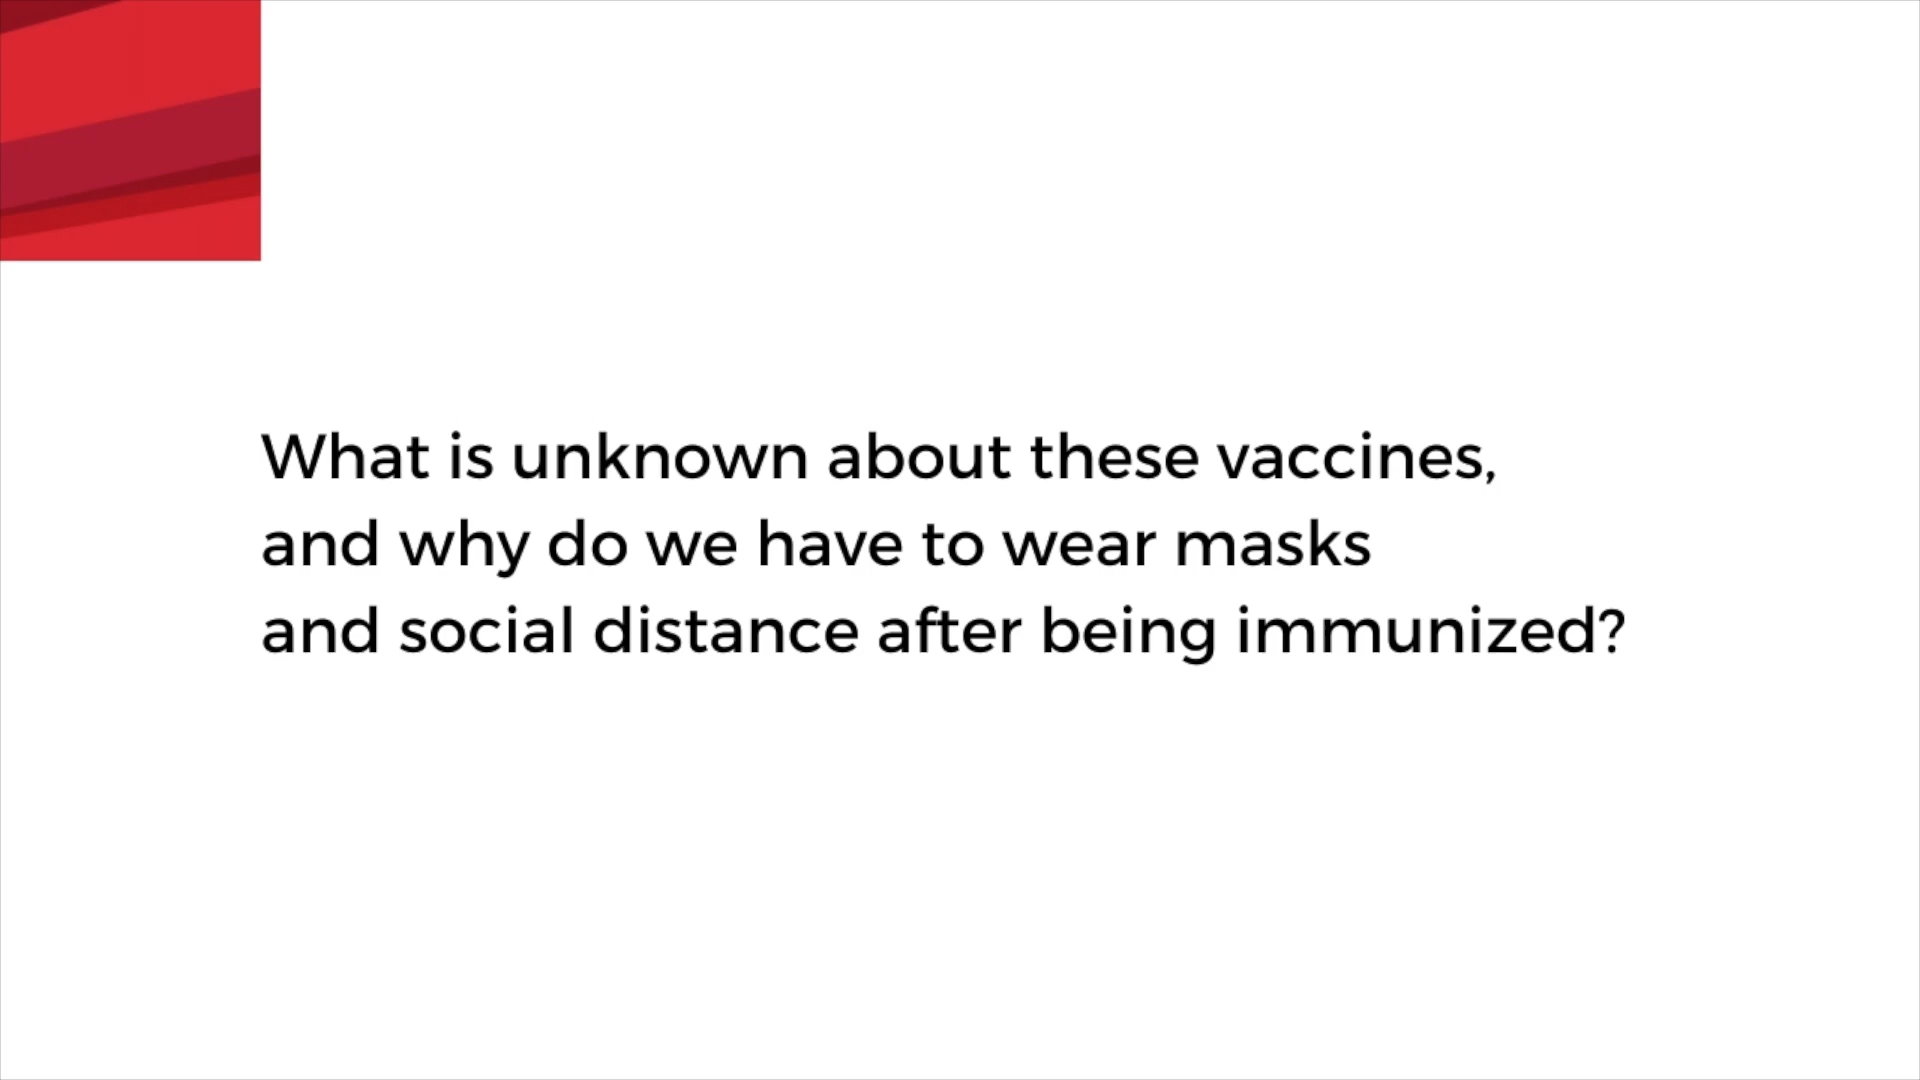 What is unknown about these vaccines,
and why do we have to wear masks
and social distance after being immunized?